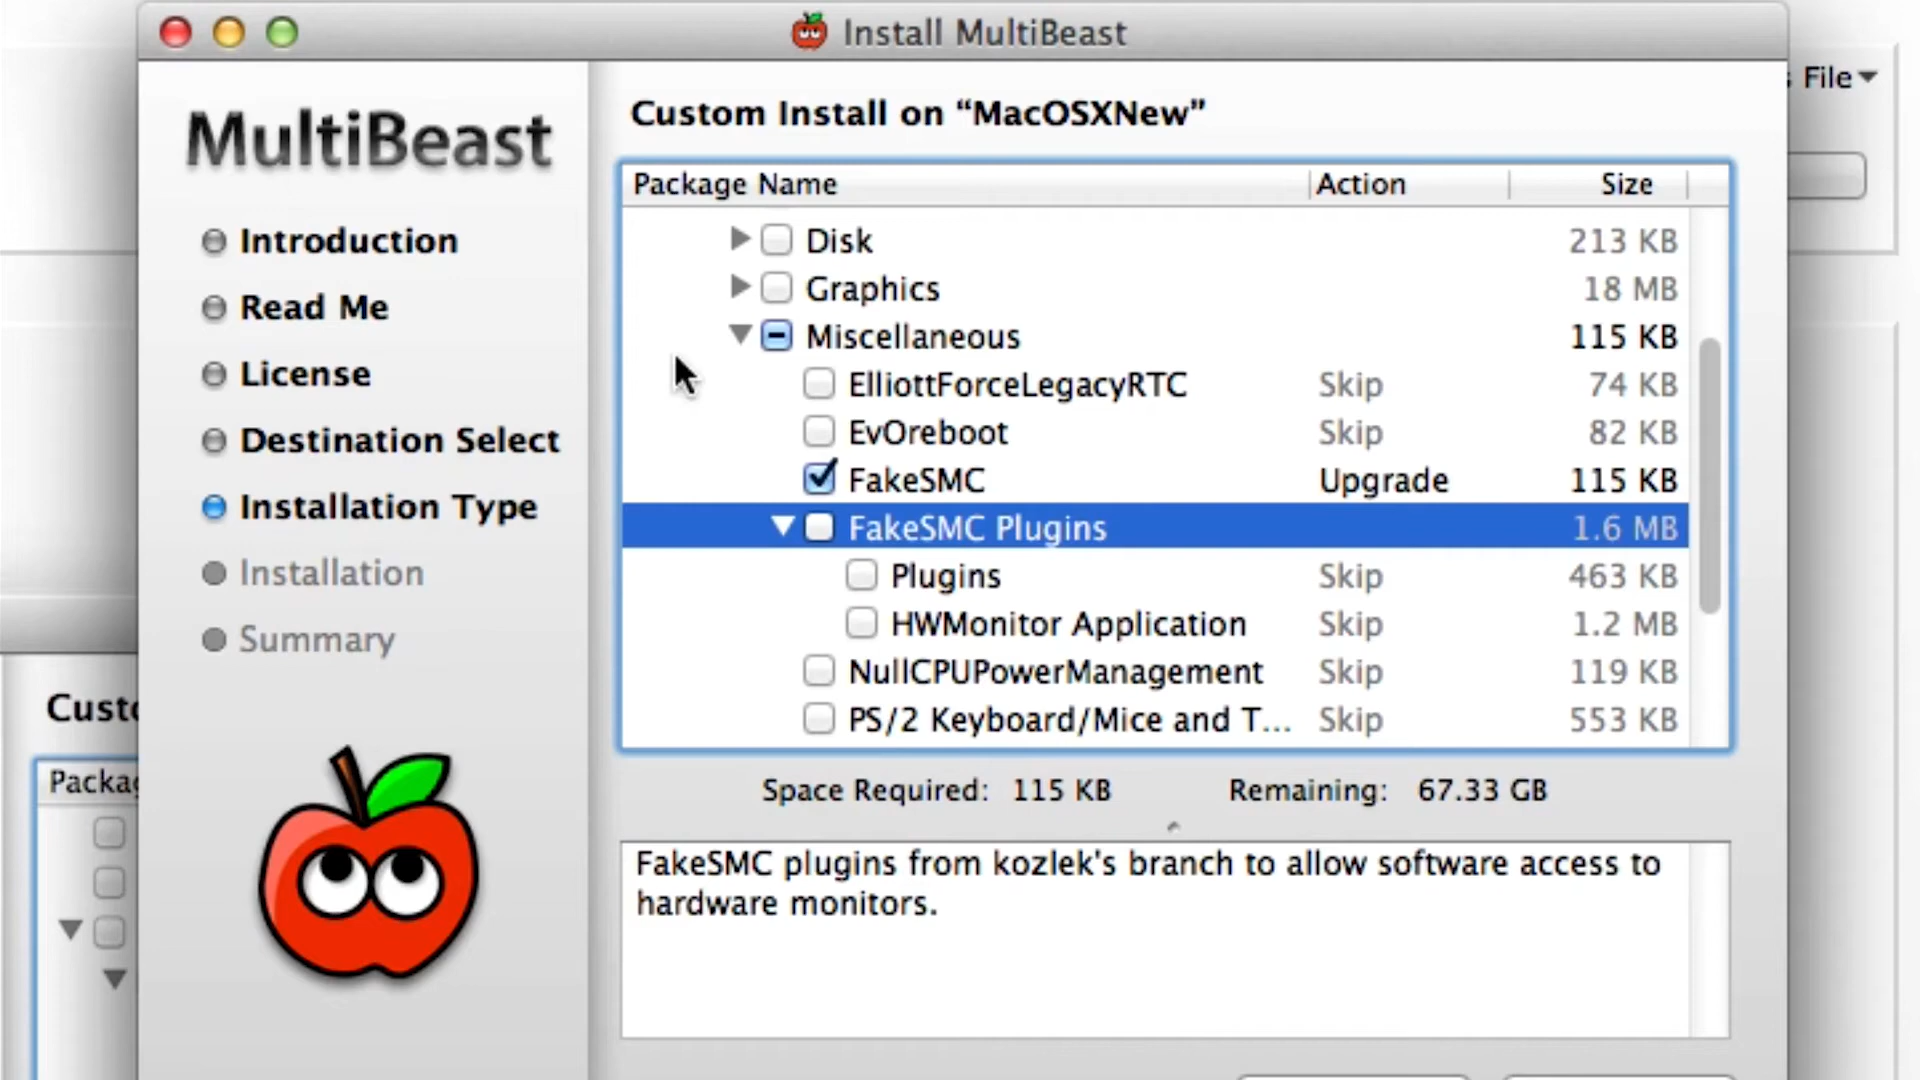 Install MultiBeast
File
MultiBeast
Custom Install on “MacOSXNew”
Package Name Action Size
Introduction
Read Me
License
Destination Select
Installation Type
Installation
Summary
Disk 213 KB
Graphics 18 MB
Miscellaneous 115 KB
ElliottForceLegacyRTC Skip 74 KB
EvOreboot Skip 82 KB
FakeSMC Upgrade 115 KB
FakeSMC Plugins 1.6 MB
Plugins Skip 463 KB
HWMonitor Application Skip 1.2 MB
NullCPUPowerManagement Skip 119 KB
PS/2 Keyboard/Mice and T... Skip 553 KB
Space Required: 115 KB Remaining: 67.33 GB
FakeSMC plugins from kozlek's branch to allow software access to
hardware monitors.